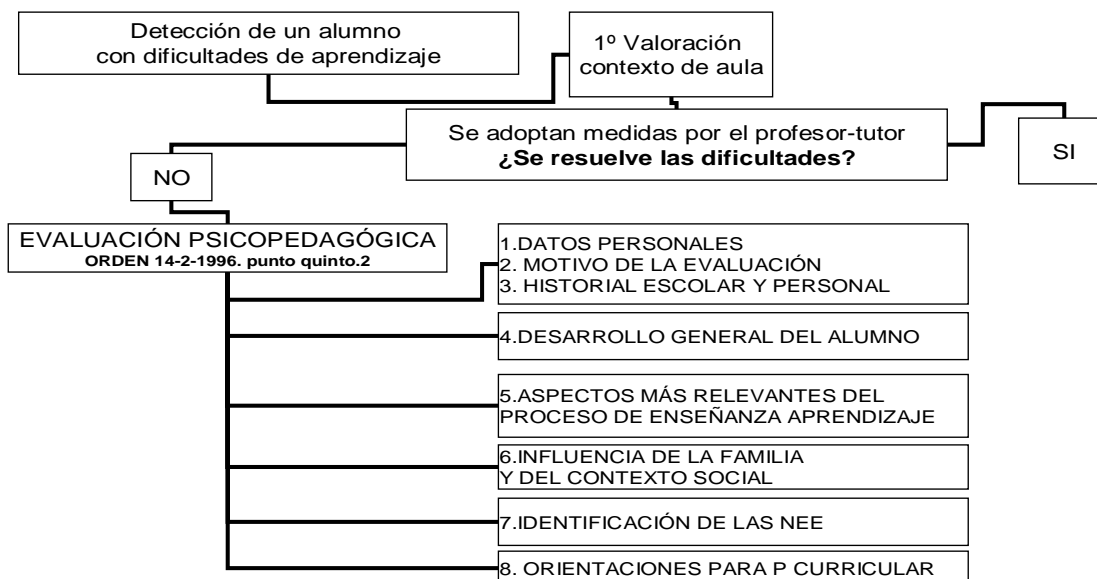 Detección de un alumno
con dificultades de aprendizaje
1º Valoración
contexto de aula
Se adoptan medidas por el profesor-tutor
¿Se resuelve las dificultades?
SI
NO
EVALUACIÓN PSICOPEDAGÓGICA
ORDEN 14-2-1996. punto quinto.2
1.DATOS PERSONALES
2. MOTIVO DE LA EVALUACIÓN
3. HISTORIAL ESCOLAR Y PERSONAL
4.DESARROLLO GENERAL DEL ALUMNO
5.ASPECTOS MÁS RELEVANTES DEL
PROCESO DE ENSEÑANZA APRENDIZAJE
6.INFLUENCIA DE LA FAMILIA
Y DEL CONTEXTO SOCIAL
7.IDENTIFICACIÓN DE LAS NEE
8. ORIENTACIONES PARA P CURRICULAR